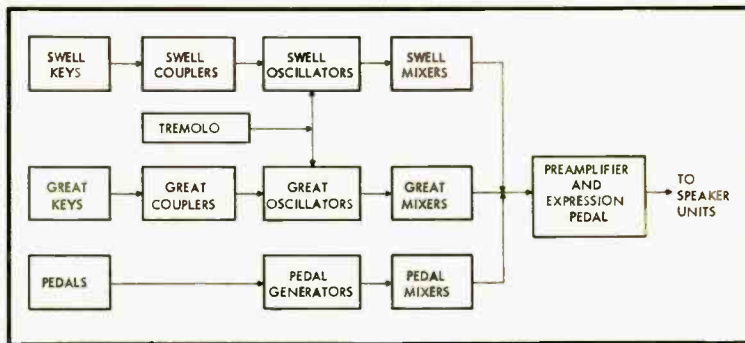 SWELL
KEYS
SWELL
COUPLERS
SWELL
OSCILLATORS
SWELL
MIXERS
TREMOLO
GREAT
KEYS
GREAT
COUPLERS
GREAT
OSCILLATORS
GREAT
MIXERS
PREAMPLIFIER
AND
EXPRESSION
PEDAL
TO
SPEAKER
UNITS
PEDALS
PEDAL
GENERATORS
PEDAL
MIXERS